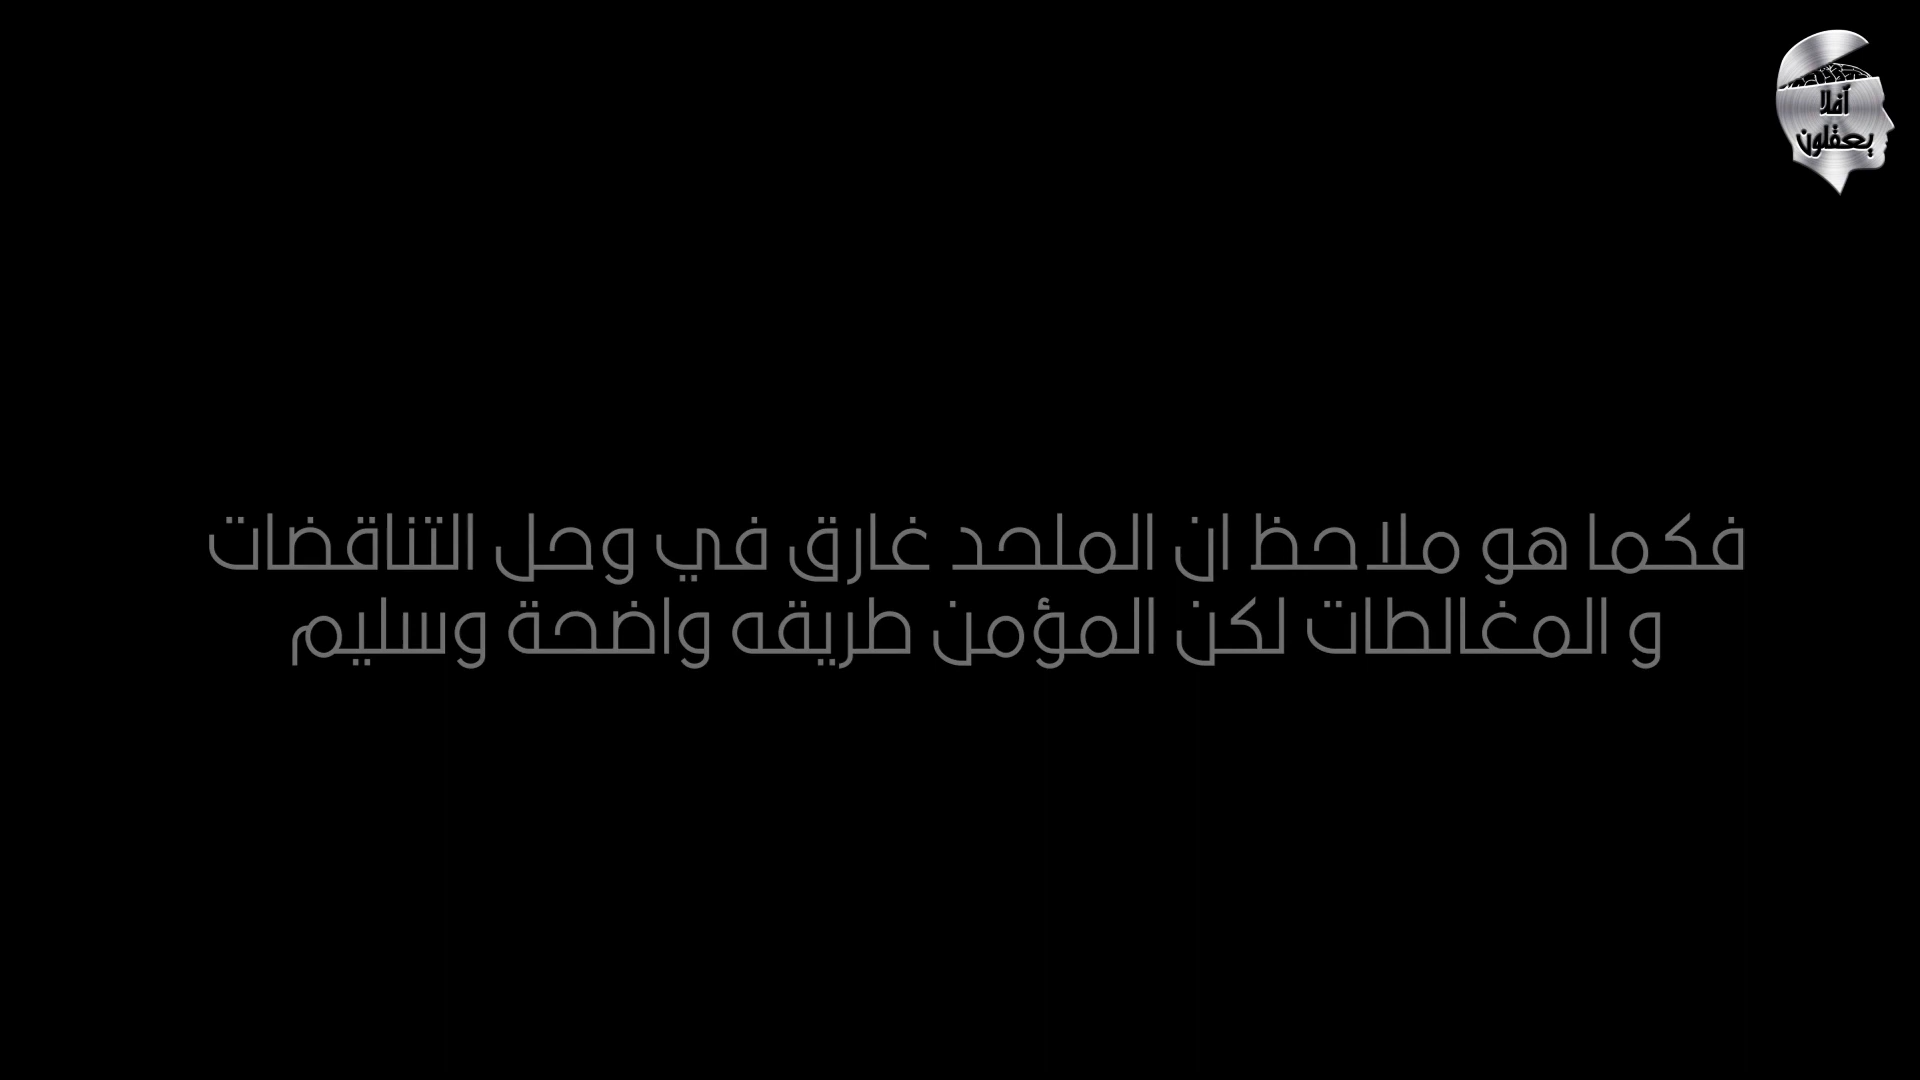 أفلا
يعقلون
فكما هو ملاحظ ان الملحد غارق في وحل التناقضات
و المغالطات لكن المؤمن طريقه واضحة وسليم